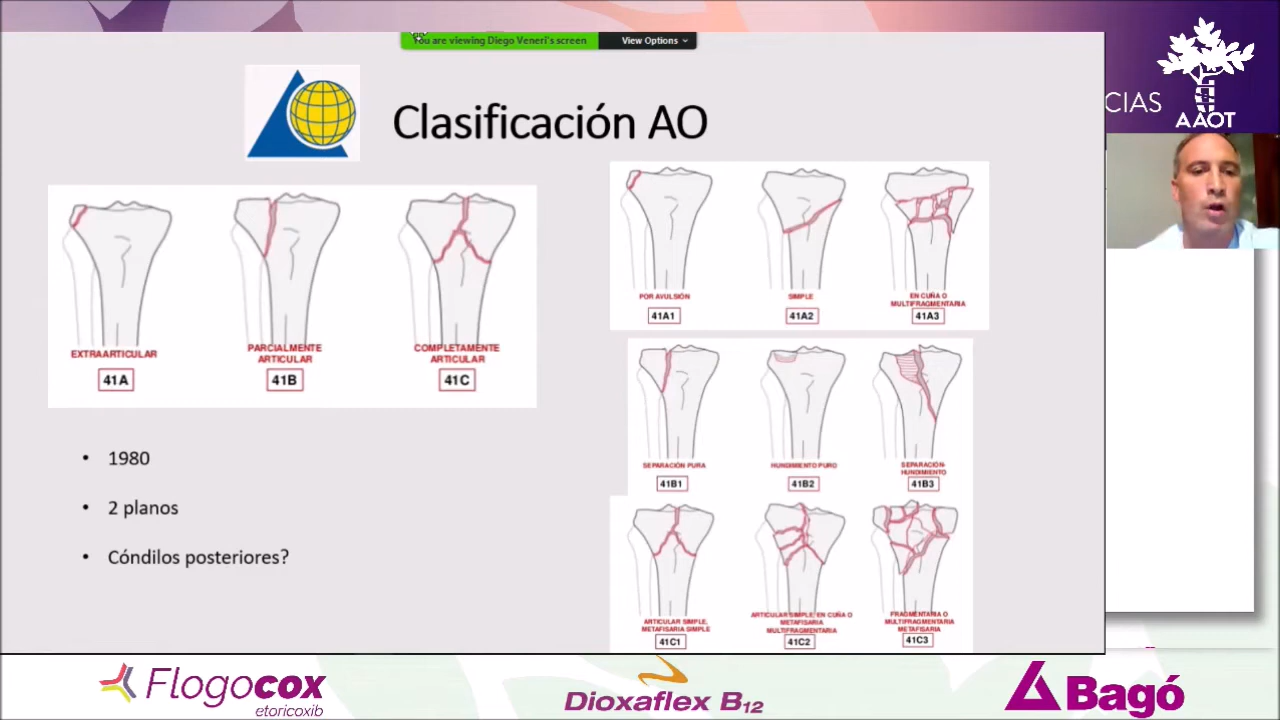 You are viewing Diego Veneri's screen
View Options
CIAS
AAOT
Clasificación AO
EXTRAARTICULAR
41A
PARCIALMENTE
ARTICULAR
41B
COMPLETAMENTE
ARTICULAR
41C
POR AVULSIÓN
41A1
SIMPLE
41A2
EN CUÑA O
MULTIFRAGMENTARIA
41A3
SEPARACIÓN PURA
41B1
HUNDIMIENTO PURO
41B2
SEPARACIÓN-
HUNDIMIENTO
41B3
ARTICULAR SIMPLE,
METAFISARIA SIMPLE
41C1
ARTICULAR SIMPLE, EN CUÑA O
METAFISARIA
MULTIFRAGMENTARIA
41C2
FRAGMENTARIA O
MULTIFRAGMENTARIA
METAFISARIA
41C3
• 1980
• 2 planos
• Cóndilos posteriores?
Flogocox
etoricoxib
Dioxaflex B12
Bagó